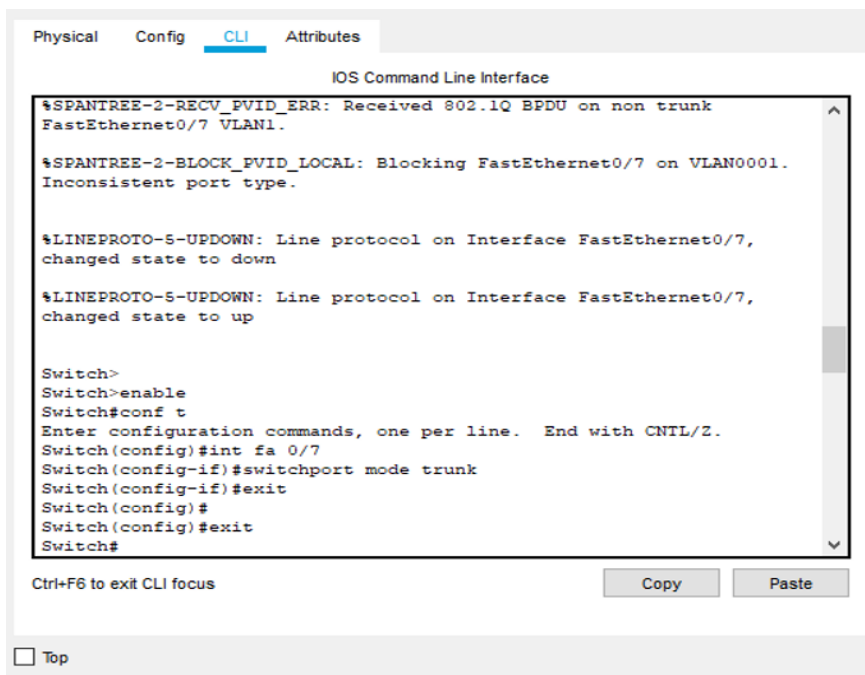 Physical Config CLI Attributes
IOS Command Line Interface
%SPANTREE-2-RECV_PVID_ERR: Received 802.1Q BPDU on non trunk
FastEthernet0/7 VLAN1.
%SPANTREE-2-BLOCK_PVID_LOCAL: Blocking FastEthernet0/7 on VLAN0001.
Inconsistent port type.
%LINEPROTO-5-UPDOWN: Line protocol on Interface FastEthernet0/7,
changed state to down
%LINEPROTO-5-UPDOWN: Line protocol on Interface FastEthernet0/7,
changed state to up
Switch>
Switch>enable
Switch#conf t
Enter configuration commands, one per line.  End with CNTL/Z.
Switch(config)#int fa 0/7
Switch(config-if)#switchport mode trunk
Switch(config-if)#exit
Switch(config)#
Switch(config)#exit
Switch#
Ctrl+F6 to exit CLI focus
Copy Paste
Top